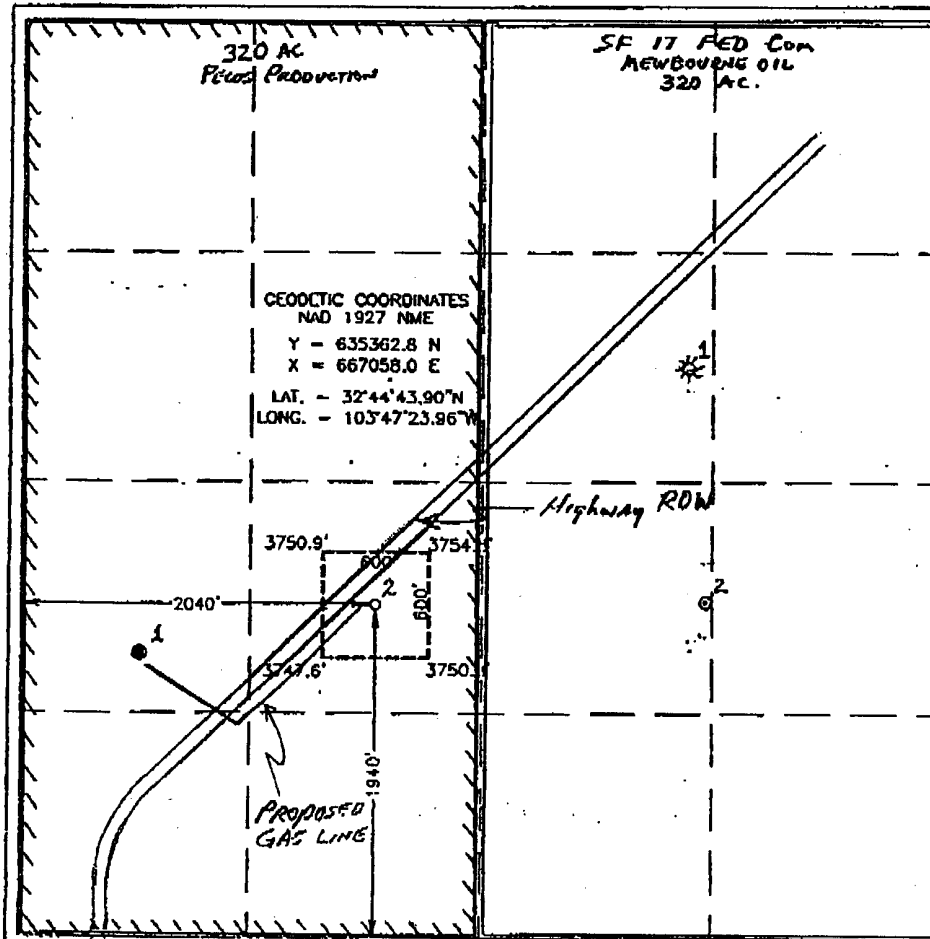 320 AC
PECOS PRODUCTION
SF 17 FED COM
MEWBOURNE OIL
320 AC.
GEODETIC COORDINATES
NAD 1927 NME
Y = 635362.8 N
X = 667058.0 E
LAT. = 32°44'43.90"N
LONG. = 103°47'23.96"W
1
Highway ROW
3750.9'
600'
3754.
2040'
2
600'
2
1
3747.6'
3750.
1940'
PROPOSED
GAS LINE